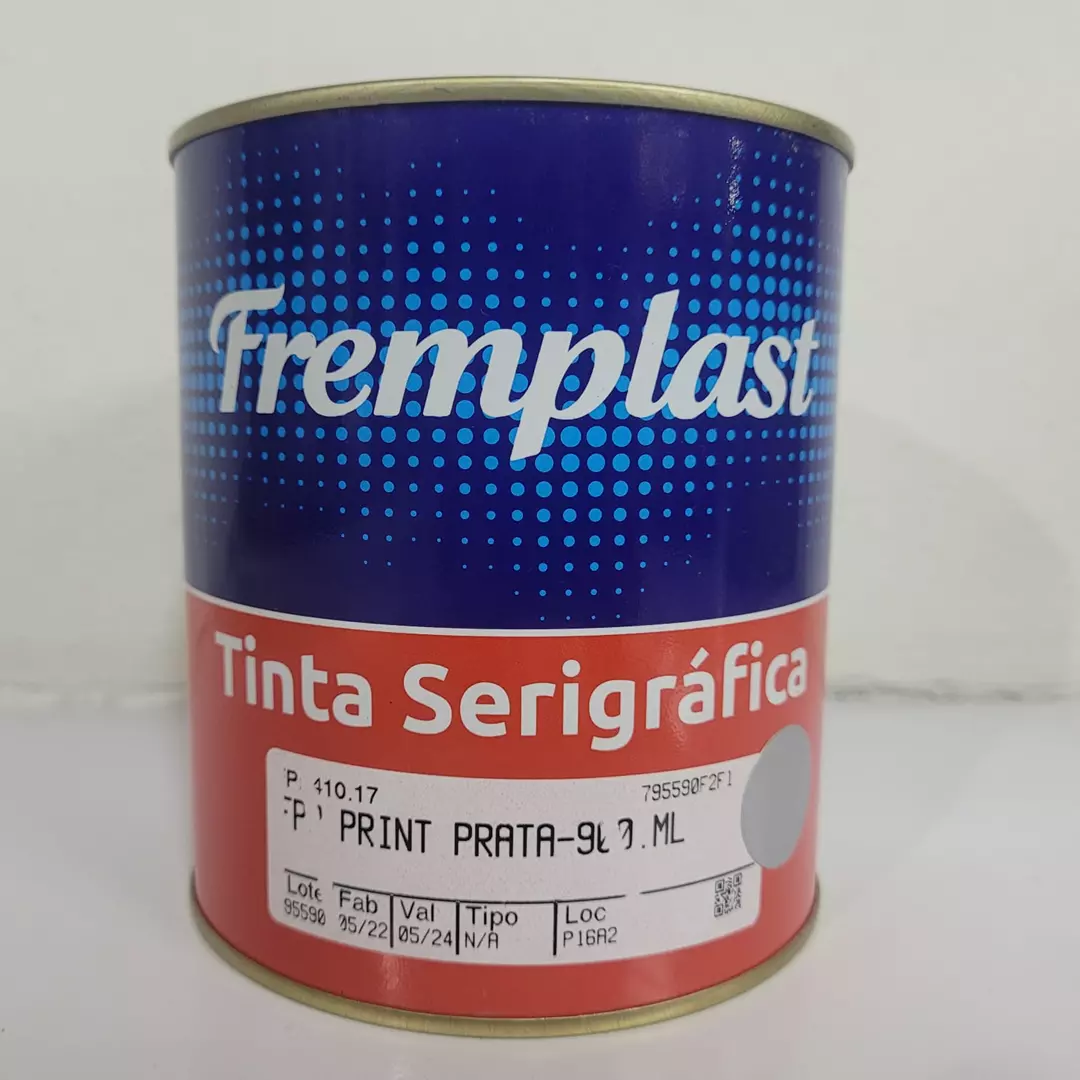 Fremplast
Tinta Serigráfica
410.17 795590F2F1
PRINT PRATA-900.ML
Lote Fab Val Tipo Loc
95590 05/22 05/24 N/A P16A2